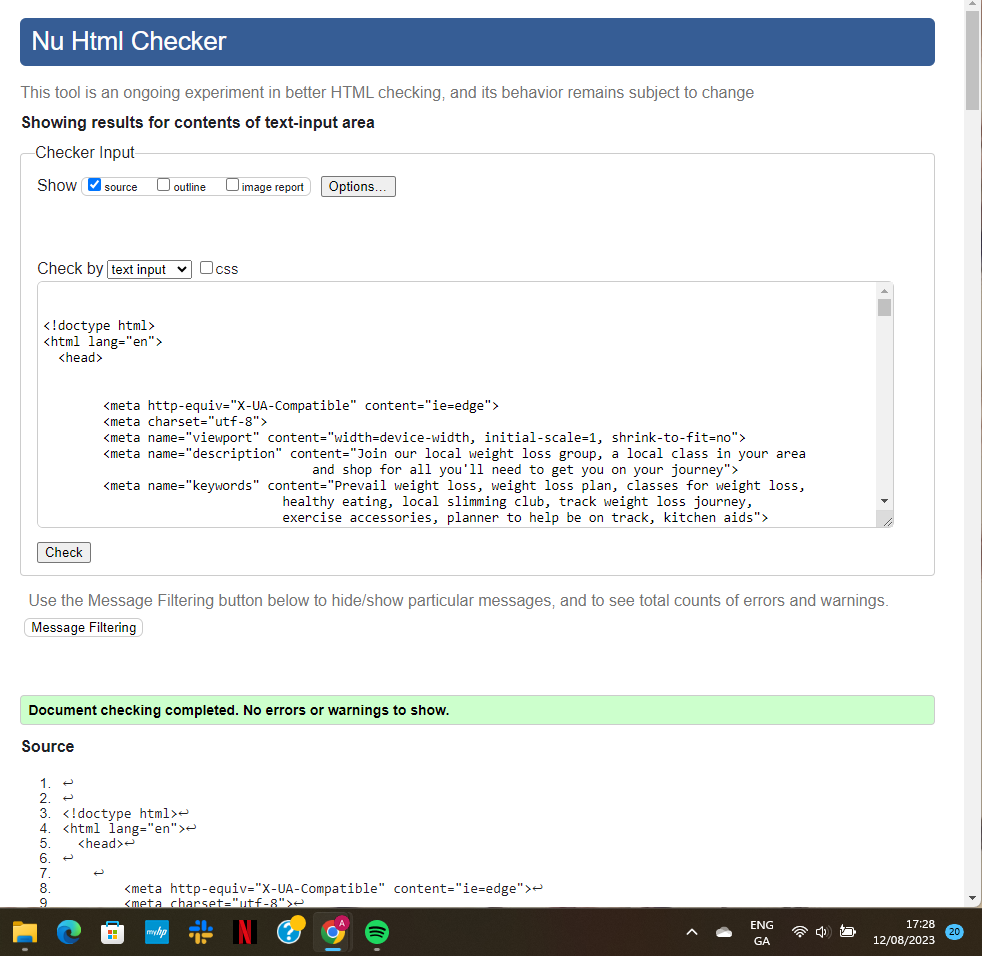 Nu Html Checker
This tool is an ongoing experiment in better HTML checking, and its behavior remains subject to change
Showing results for contents of text-input area
Checker Input
Show source outline image report Options...
Check by text input css
<!doctype html>
<html lang="en">
<head>
<meta http-equiv="X-UA-Compatible" content="ie=edge">
<meta charset="utf-8">
<meta name="viewport" content="width=device-width, initial-scale=1, shrink-to-fit=no">
<meta name="description" content="Join our local weight loss group, a local class in your area
and shop for all you'll need to get you on your journey">
<meta name="keywords" content="Prevail weight loss, weight loss plan, classes for weight loss,
healthy eating, local slimming club, track weight loss journey,
exercise accessories, planner to help be on track, kitchen aids">
Check
Use the Message Filtering button below to hide/show particular messages, and to see total counts of errors and warnings.
Message Filtering
Document checking completed. No errors or warnings to show.
Source
1. ↩
2. ↩
3. <!doctype html>↩
4. <html lang="en">↩
5. <head>↩
6. ↩
7. ↩
8. <meta http-equiv="X-UA-Compatible" content="ie=edge">↩
9. <meta charset="utf-8">↩
myhp
N
?
A
ENG
GA
17:28
12/08/2023
20